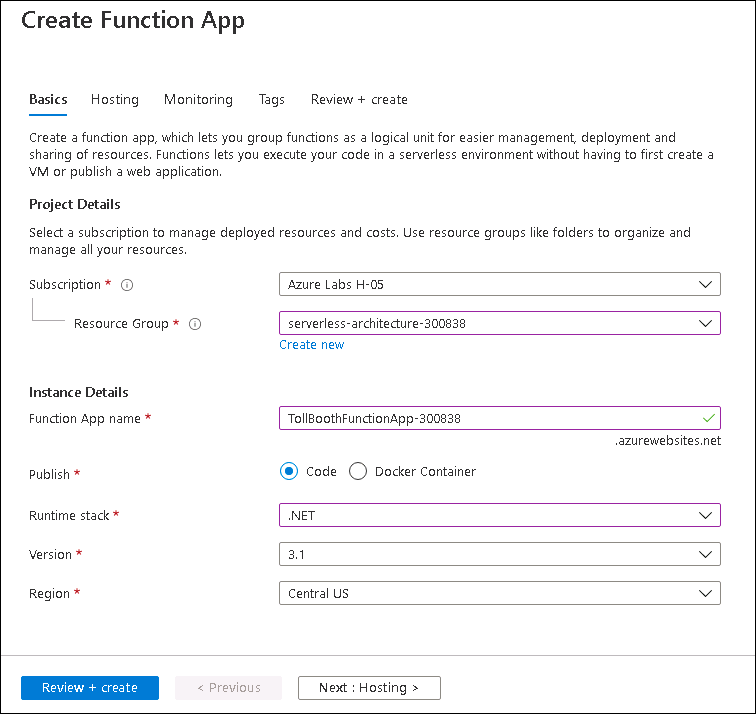 Create Function App
Basics Hosting Monitoring Tags Review + create
Create a function app, which lets you group functions as a logical unit for easier management, deployment and
sharing of resources. Functions lets you execute your code in a serverless environment without having to first create a
VM or publish a web application.
Project Details
Select a subscription to manage deployed resources and costs. Use resource groups like folders to organize and
manage all your resources.
Subscription * Azure Labs H-05
Resource Group * serverless-architecture-300838
Create new
Instance Details
Function App name * TollBoothFunctionApp-300838
.azurewebsites.net
Publish * Code Docker Container
Runtime stack * .NET
Version * 3.1
Region * Central US
Review + create < Previous Next : Hosting >